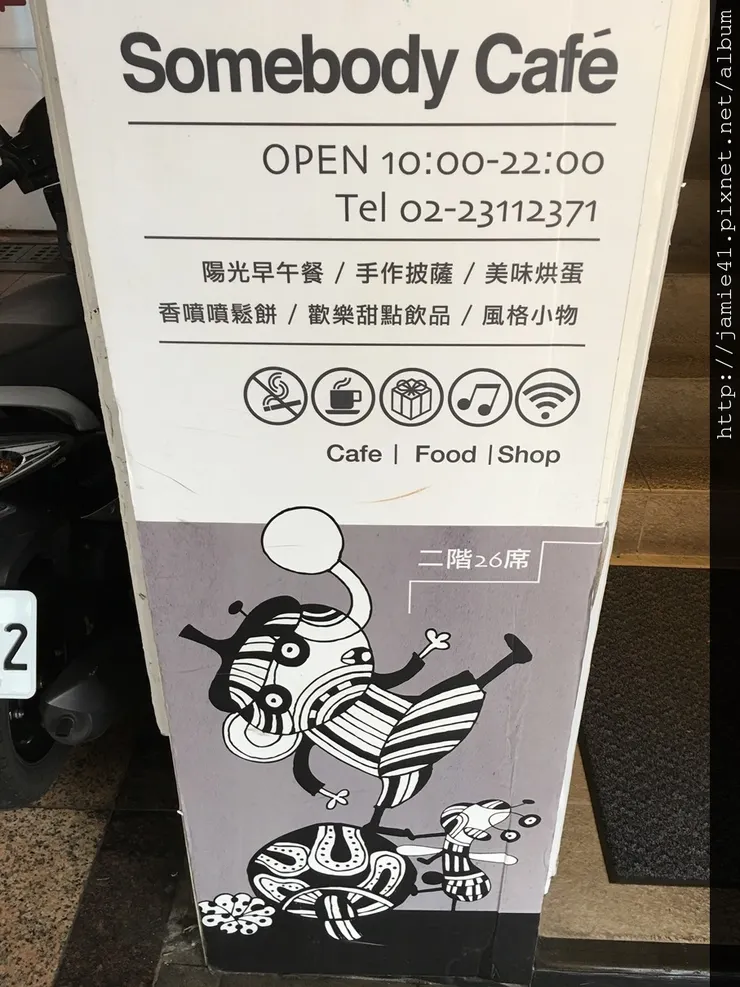 Somebody Café
OPEN 10:00-22:00
Tel 02-23112371
陽光早午餐 / 手作披薩 / 美味烘蛋
香噴噴鬆餅 / 歡樂甜點飲品 / 風格小物
Cafe | Food | Shop
二階26席
2
http://jamie41.pixnet.net/album